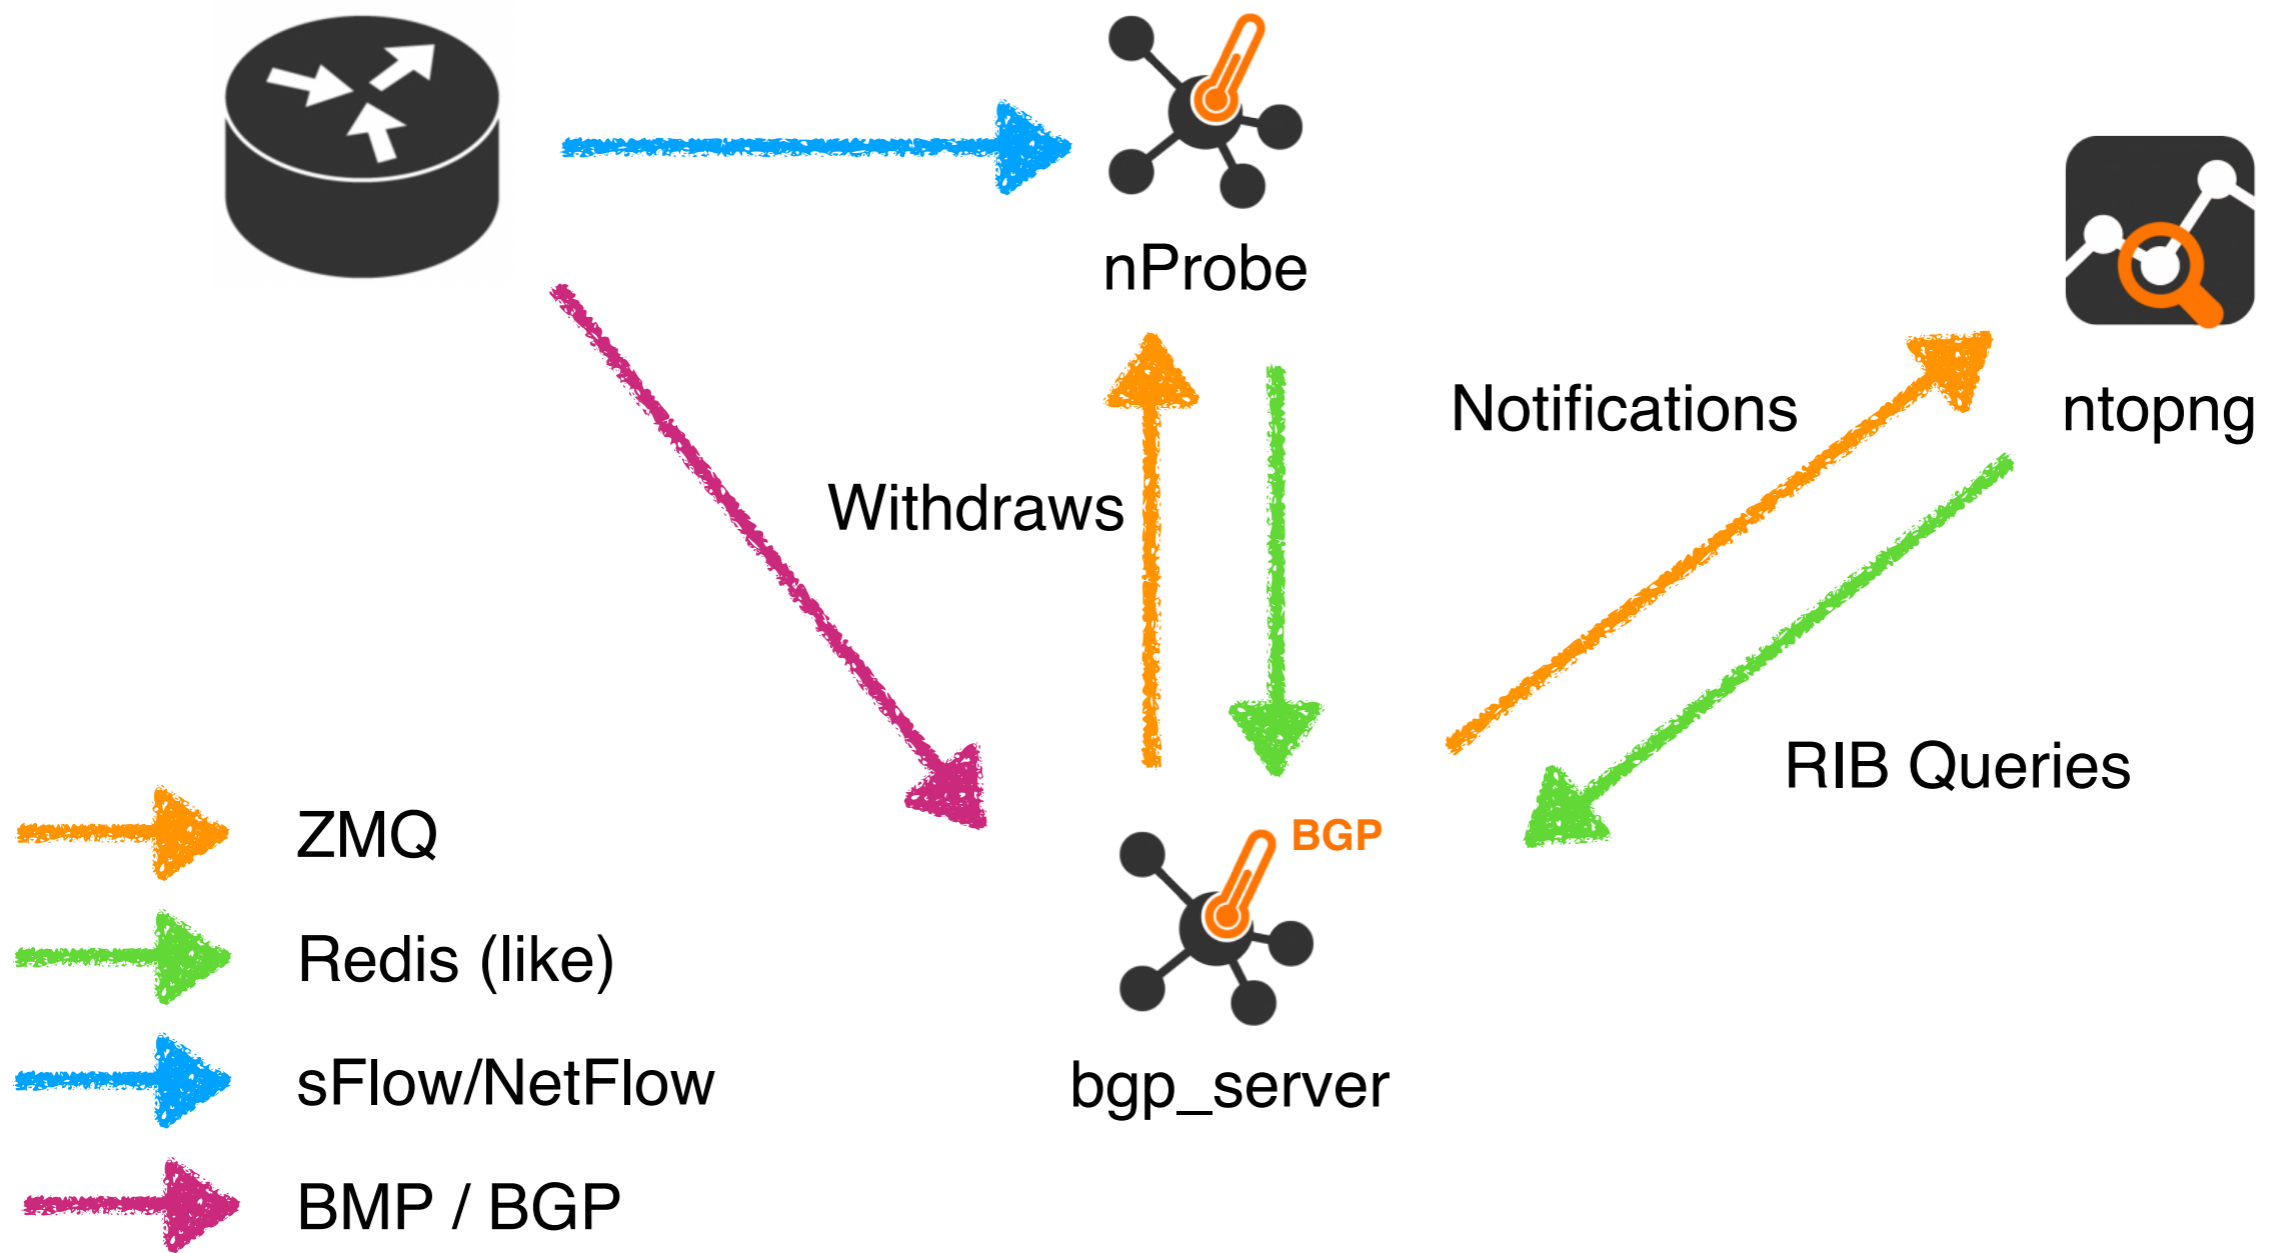 nProbe
Notifications
ntopng
Withdraws
RIB Queries
ZMQ
BGP
Redis (like)
sFlow/NetFlow
bgp_server
BMP / BGP